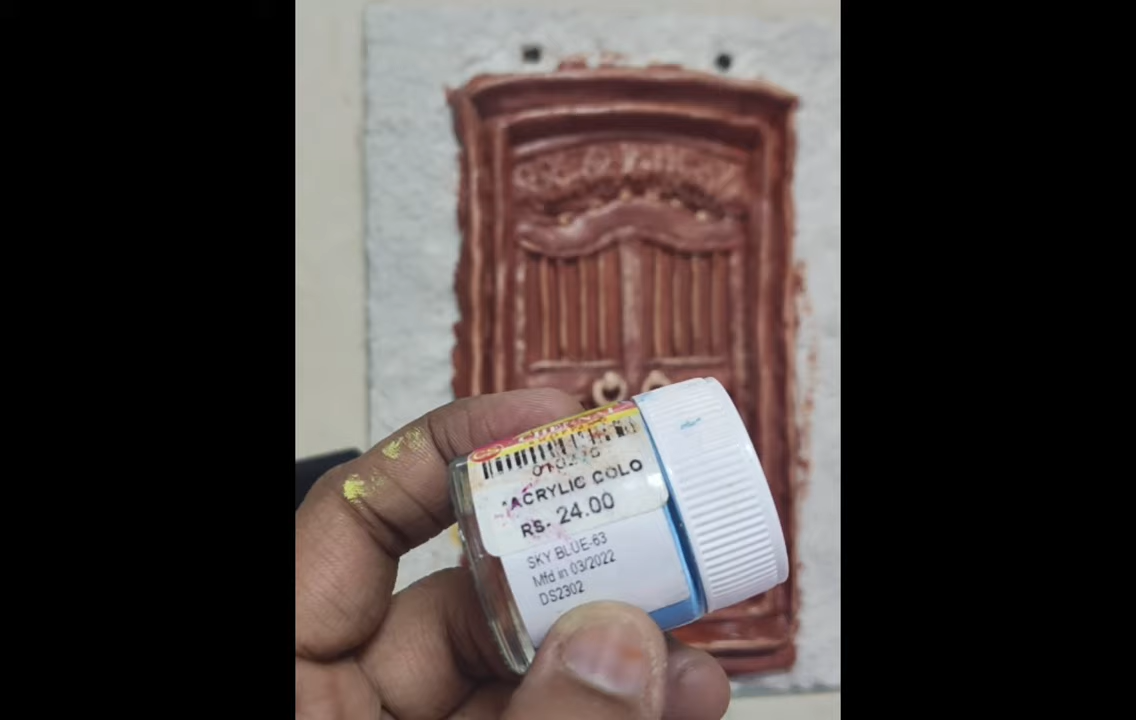 "ACRYLIC COLO
RS. 24.00
SKY BLUE-63
Mfd in 03/2022
DS2302